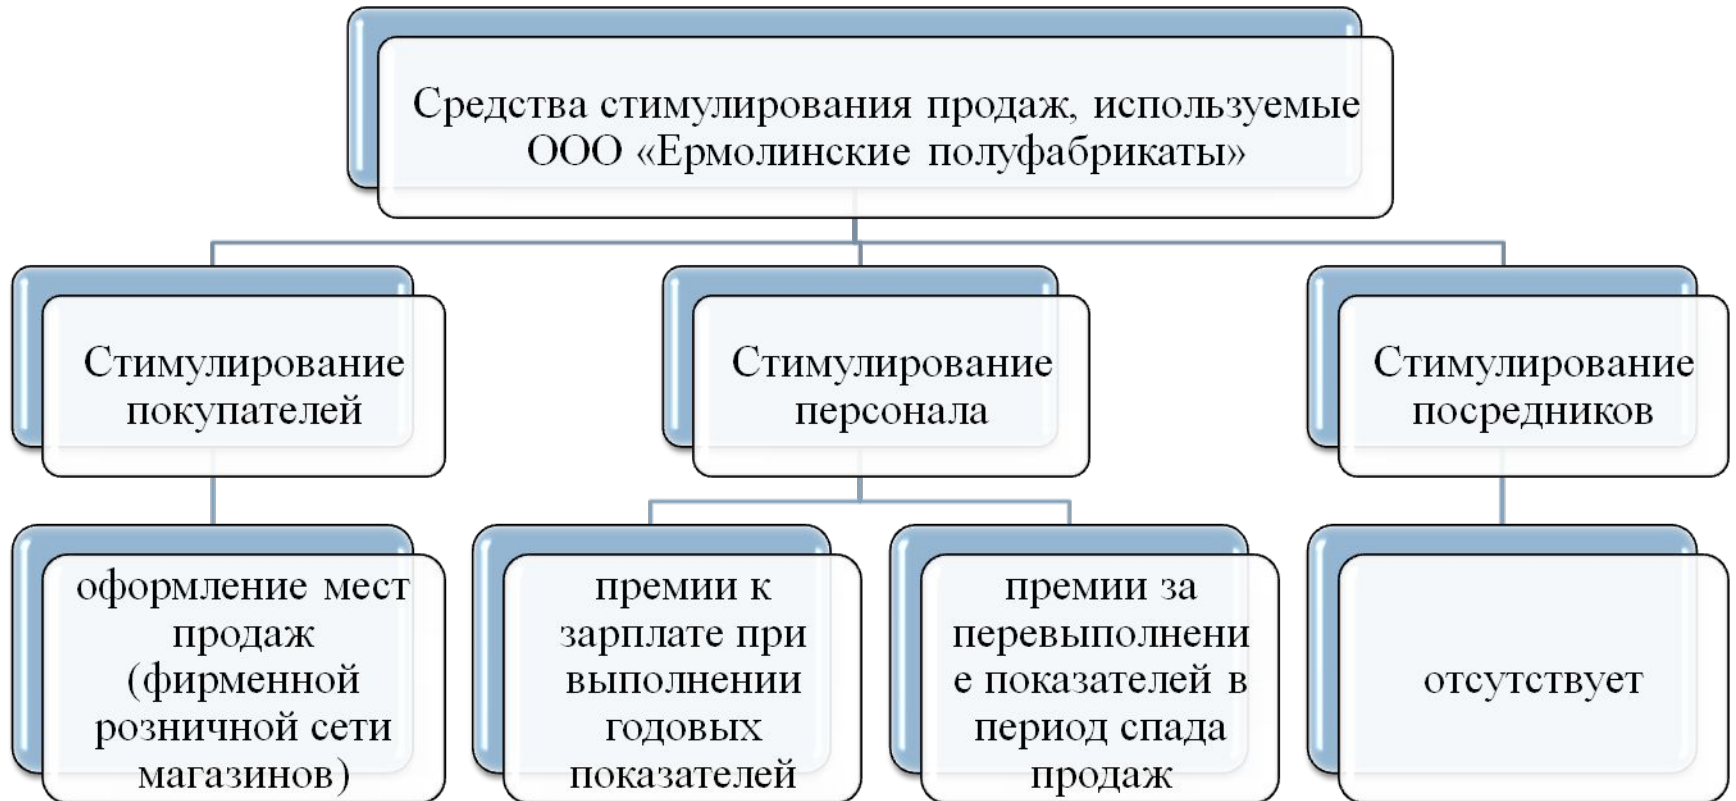 Средства стимулирования продаж, используемые
ООО «Ермолинские полуфабрикаты»
Стимулирование
покупателей
Стимулирование
персонала
Стимулирование
посредников
оформление мест
продаж
(фирменной
розничной сети
магазинов)
премии к
зарплате при
выполнении
годовых
показателей
премии за
перевыполнени
е показателей в
период спада
продаж
отсутствует